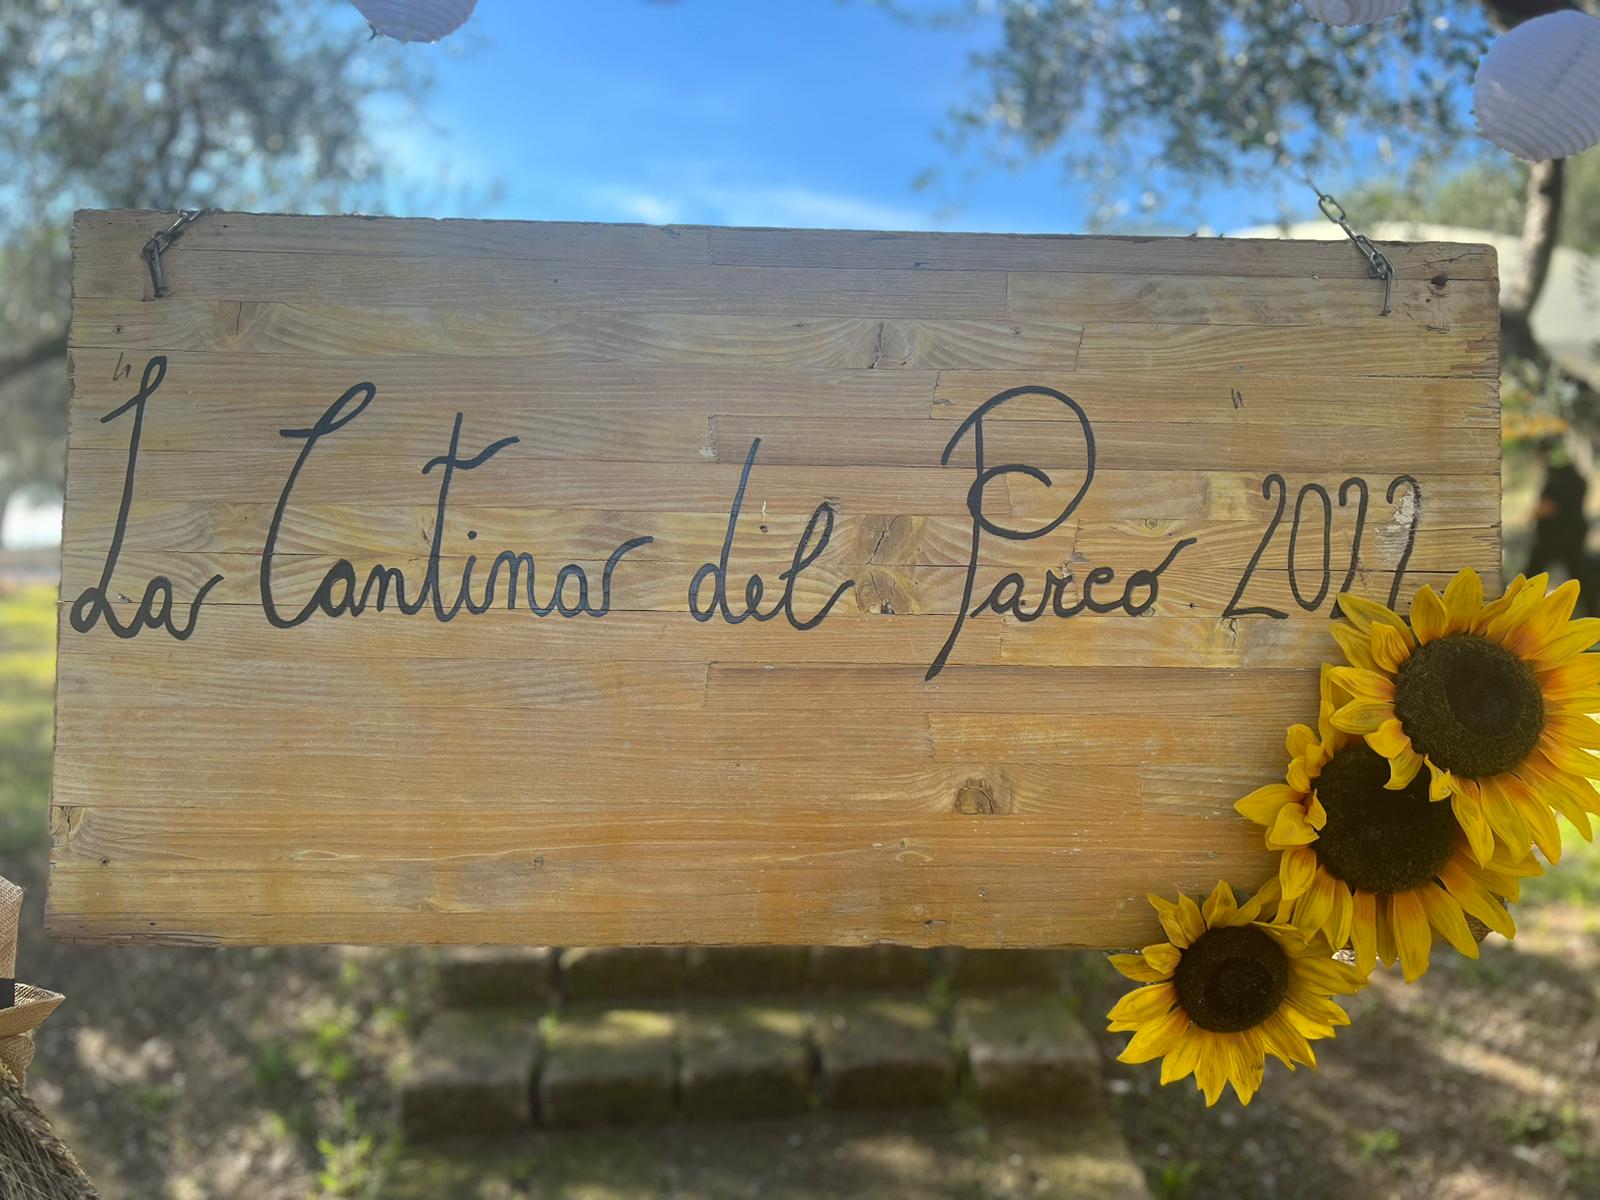 "La Cantina del Parco" 2022